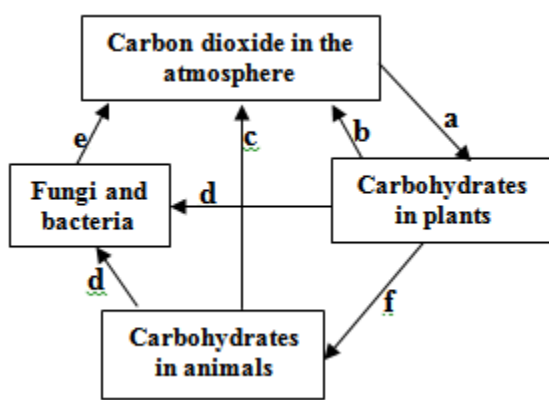 Carbon dioxide in the
atmosphere
a
b
c
e
Fungi and
bacteria
d
Carbohydrates
in plants
d
f
Carbohydrates
in animals